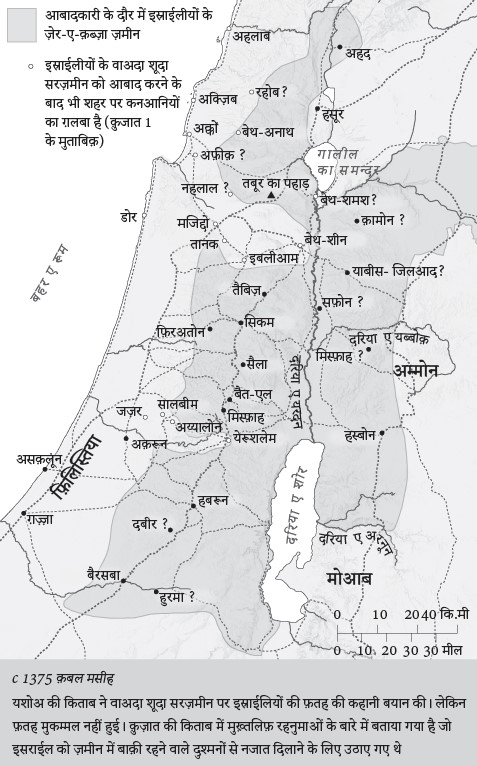 आबादकारी के दौर में इस्राईलीयों के
ज़ेर-ए-क़ब्ज़ा ज़मीन
इस्राईलीयों के वाअदा शूदा
सरज़मीन को आबाद करने के
बाद भी शहर पर कनआनियों
का ग़लबा है (क़ुजात 1
के मुताबिक़)
अहलाब
अहद
रहोब ?
अक्ज़िब
हसूर
अक्को
बेथ-अनाथ
अफ़ीक़ ?
गालील
का समन्दर
नहलाल ?
तबूर का पहाड़
बेथ-शमश?
डोर
क़ामोन ?
मजिद्दो
तानक
बेथ-शीन
इबलीआम
याबीस- जिलआद?
बहर ए रूम
तैबिज़
सफ़ोन ?
सिकम
फ़िरअतोन
दरिया ए यब्बोक़
मिस्फ़ाह ?
सैला
अम्मोन
दरिया ए यरदन
बैत-एल
सालबीम
मिस्फ़ाह
जज़र
अय्यालोन
येरूशलेम
हस्बोन
अक़रून
असक़लून
फ़िलिस्तिया
दरिया ए शोर
हबरून
गज़्ज़ा
दबीर ?
दरिया ए अरनून
बैरसबा
मोआब
हुरमा ?
0 10 20 40 कि.मी
0 10 20 30 मील
c 1375 क़बल मसीह
यशोअ की किताब ने वाअदा शूदा सरज़मीन पर इस्राईलियों की फ़तह की कहानी बयान की। लेकिन
फ़तह मुकम्मल नहीं हुई। क़ुज़ात की किताब में मुख़्तलिफ़ रहनुमाओं के बारे में बताया गया है जो
इसराईल को ज़मीन में बाक़ी रहने वाले दुश्मनों से नजात दिलाने के लिए उठाए गए थे